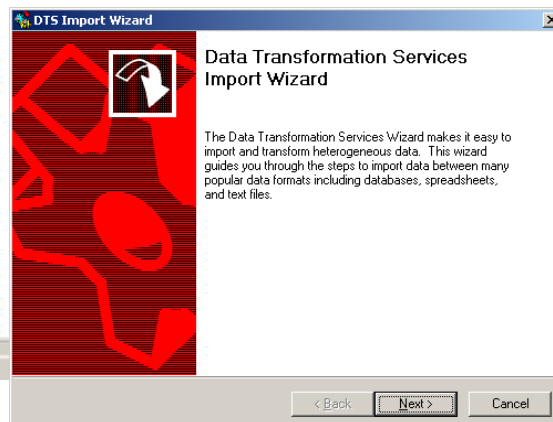 DTS Import Wizard
Data Transformation Services
Import Wizard
The Data Transformation Services Wizard makes it easy to
import and transform heterogeneous data.  This wizard
guides you through the steps to import data between many
popular data formats including databases, spreadsheets,
and text files.
< Back
Next >
Cancel